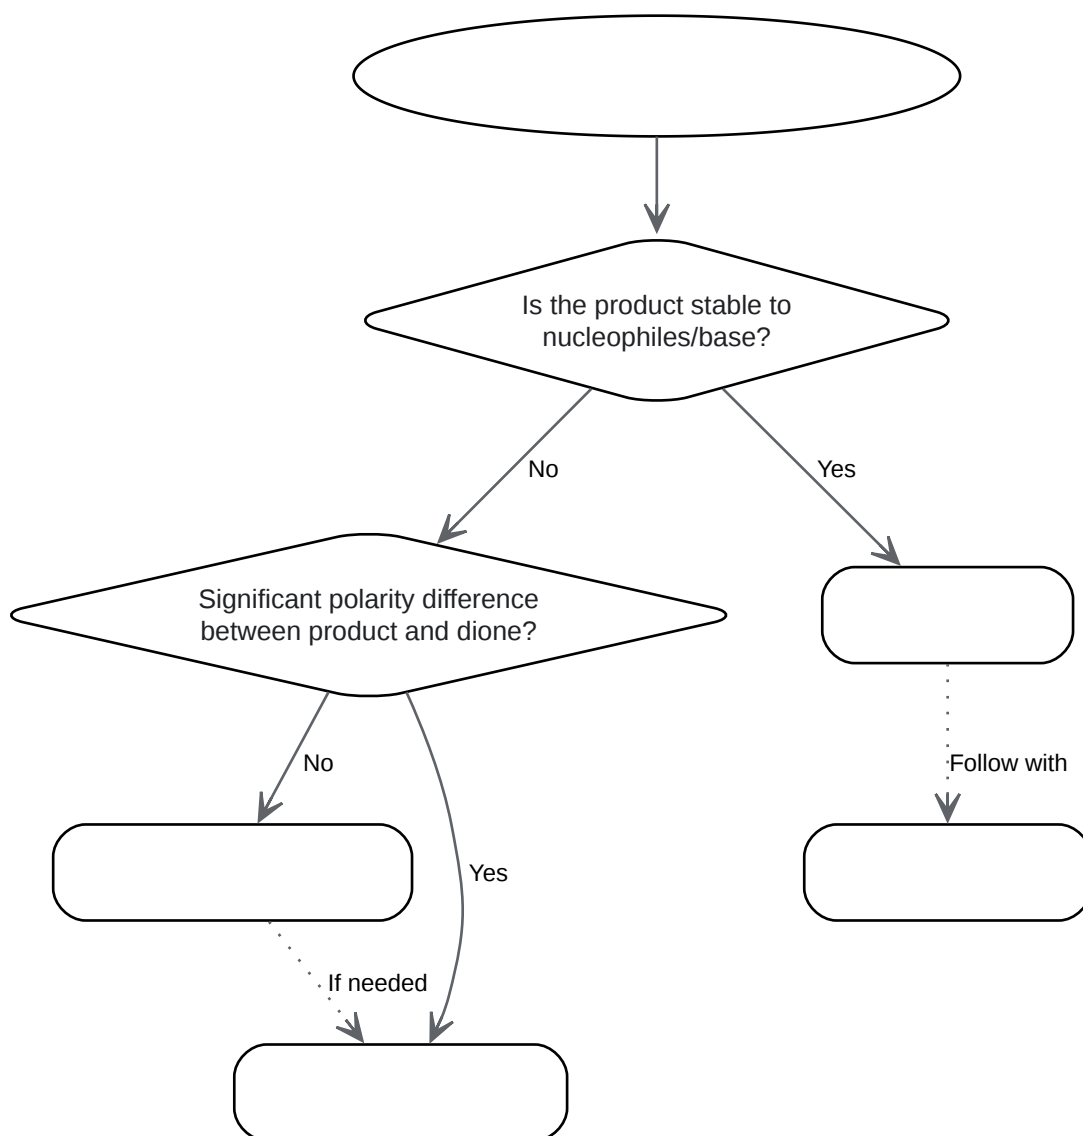 Is the product stable to
nucleophiles/base?
No
Yes
Significant polarity difference
between product and dione?
No
Follow with
Yes
If needed